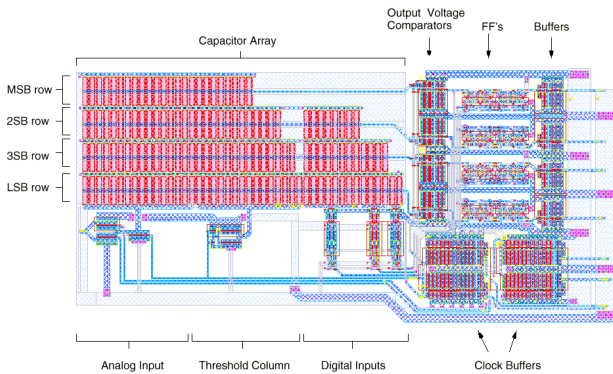 Output Voltage
Comparators
FF's
Buffers
Capacitor Array
MSB row
2SB row
3SB row
LSB row
Analog Input
Threshold Column
Digital Inputs
Clock Buffers